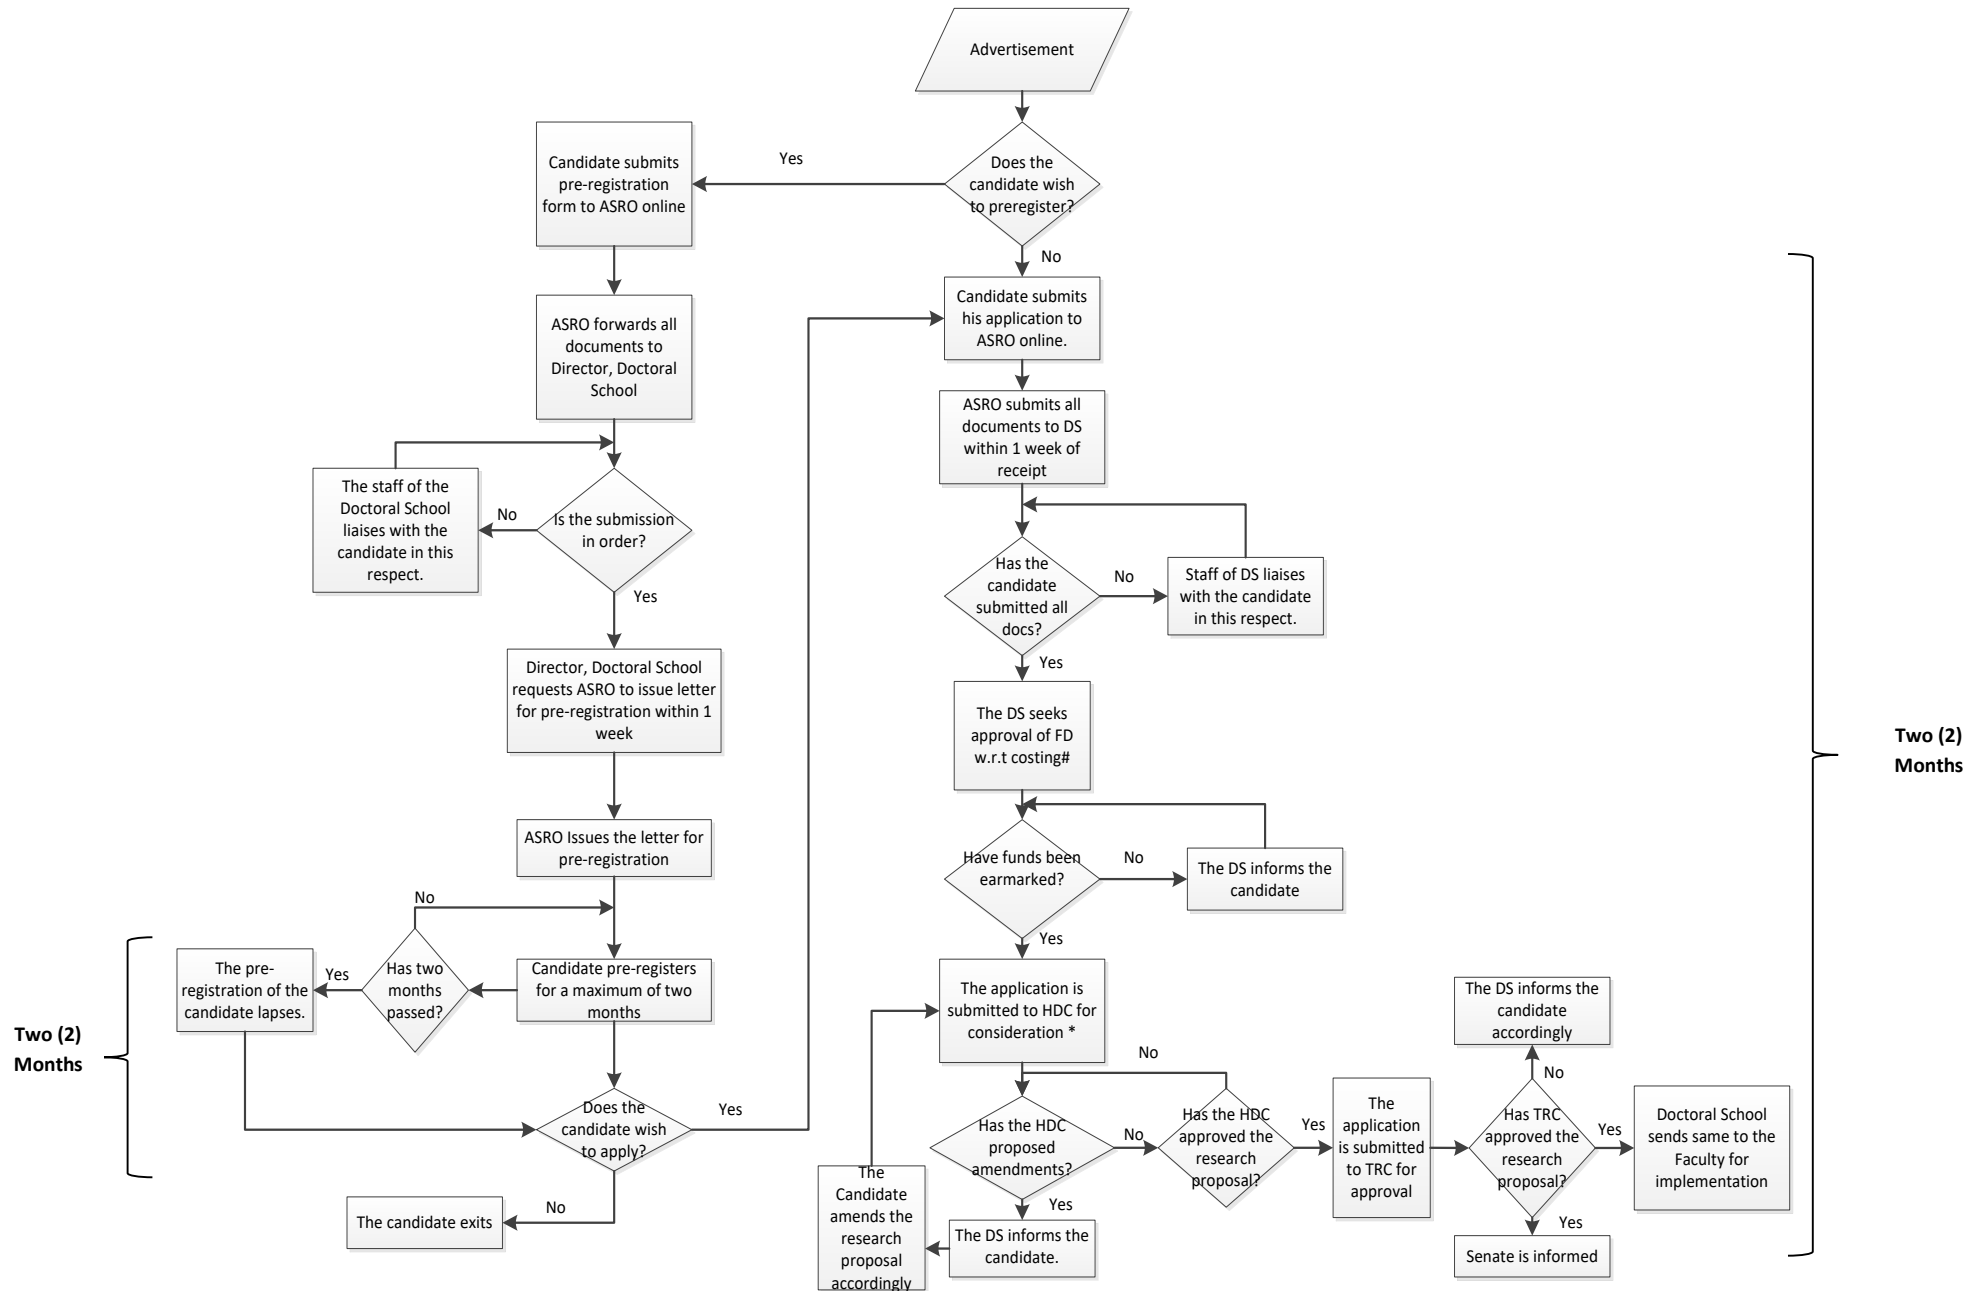 Advertisement
Does the
candidate wish
to preregister?
Yes
No
Candidate submits
pre-registration
form to ASRO online
ASRO forwards all
documents to
Director, Doctoral
School
Is the submission
in order?
No
The staff of the
Doctoral School
liaises with the
candidate in this
respect.
Yes
Director, Doctoral School
requests ASRO to issue letter
for pre-registration within 1
week
ASRO Issues the letter for
pre-registration
Candidate pre-registers
for a maximum of two
months
Has two
months
passed?
No
Yes
The pre-
registration of the
candidate lapses.
Two (2)
Months
Does the
candidate wish
to apply?
Yes
No
The candidate exits
Candidate submits
his application to
ASRO online.
ASRO submits all
documents to DS
within 1 week of
receipt
Has the
candidate
submitted all
docs?
No
Staff of DS liaises
with the candidate
in this respect.
Yes
The DS seeks
approval of FD
w.r.t costing#
Have funds been
earmarked?
No
The DS informs the
candidate
Yes
The application is
submitted to HDC for
consideration *
Has the HDC
proposed
amendments?
Yes
The DS informs the
candidate.
The
Candidate
amends the
research
proposal
accordingly
No
Has the HDC
approved the
research
proposal?
No
Yes
The
application
is submitted
to TRC for
approval
Has TRC
approved the
research
proposal?
No
The DS informs the
candidate
accordingly
Yes
Doctoral School
sends same to the
Faculty for
implementation
Yes
Senate is informed
Two (2)
Months